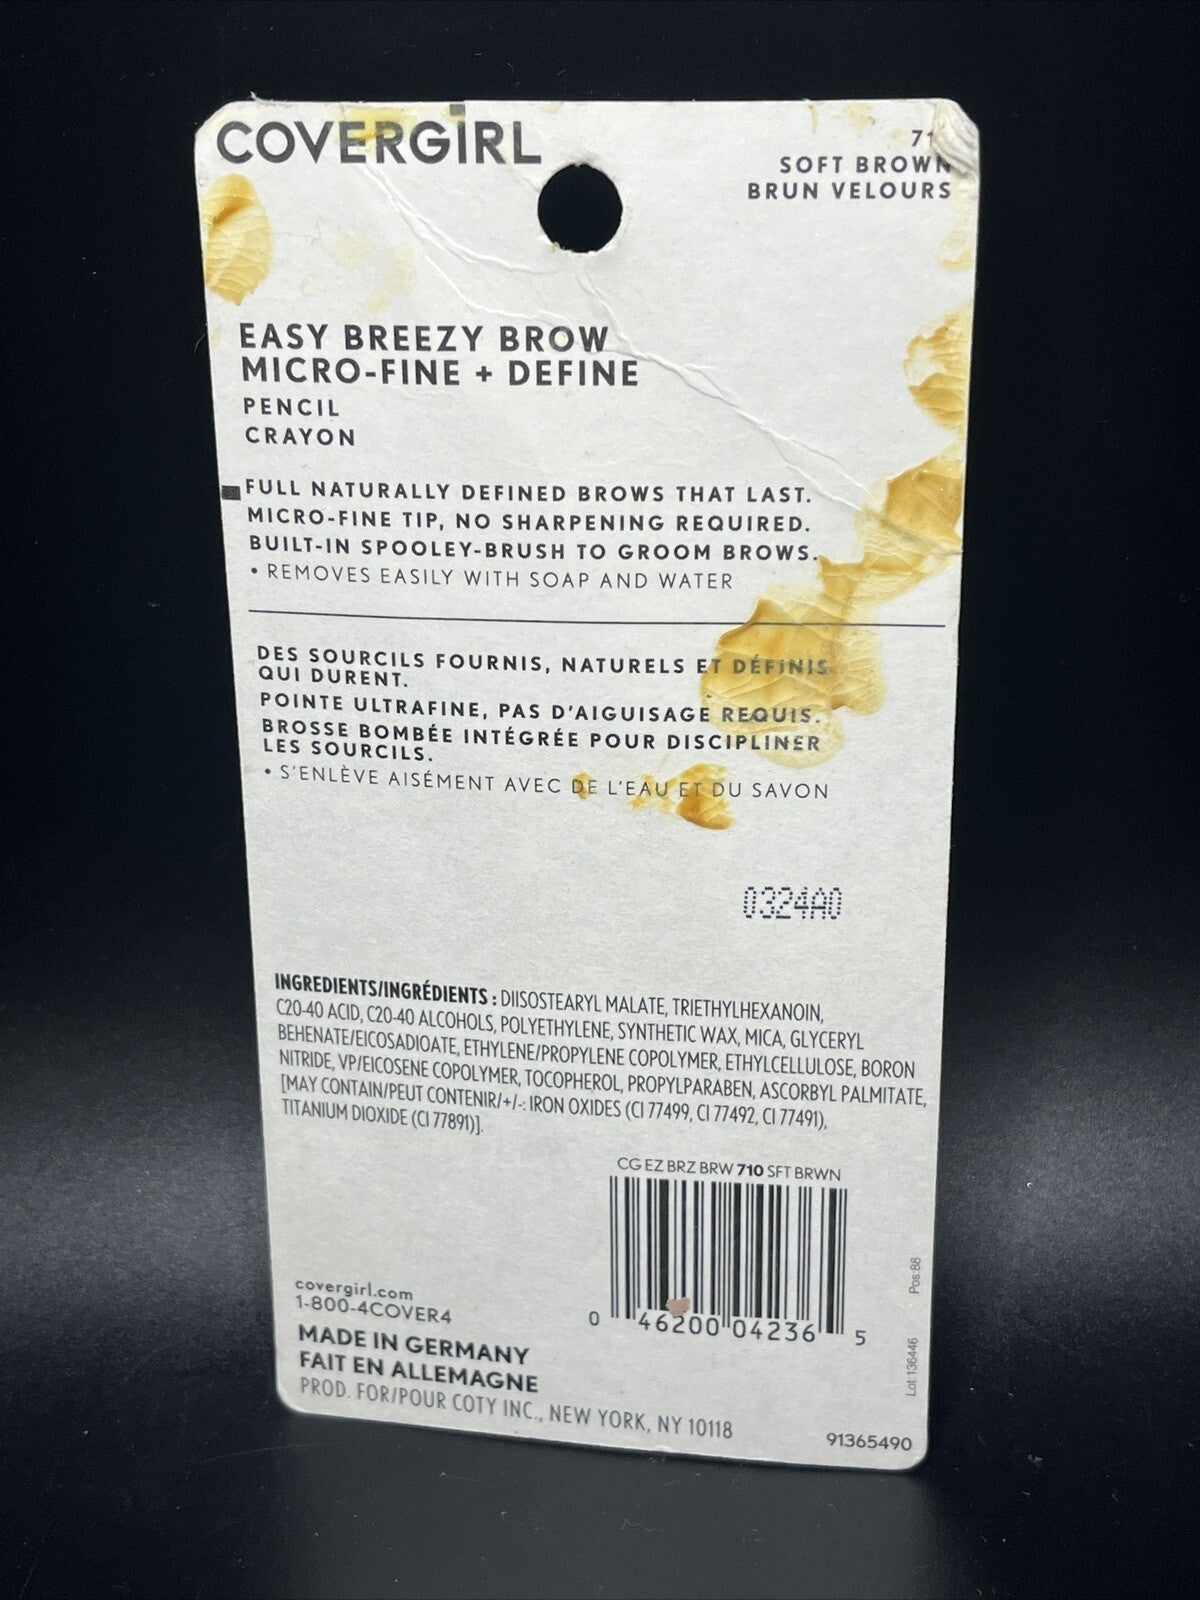 COVERGIRL
SOFT BROWN
BRUN VELOURS
EASY BREEZY BROW
MICRO-FINE + DEFINE
PENCIL
CRAYON
FULL NATURALLY DEFINED BROWS THAT LAST.
MICRO-FINE TIP, NO SHARPENING REQUIRED.
BUILT-IN SPOOLEY-BRUSH TO GROOM BROWS.
• REMOVES EASILY WITH SOAP AND WATER
DES SOURCILS FOURNIS, NATURELS ET DÉFINIS
QUI DURENT.
POINTE ULTRAFINE, PAS D'AIGUISAGE REQUIS.
BROSSE BOMBÉE INTÉGRÉE POUR DISCIPLINER
LES SOURCILS.
• S'ENLÈVE AISÉMENT AVEC DE L'EAU ET DU SAVON
0324A0
INGREDIENTS/INGRÉDIENTS : DIISOSTEARYL MALATE, TRIETHYLHEXANOIN,
C20-40 ACID, C20-40 ALCOHOLS, POLYETHYLENE, SYNTHETIC WAX, MICA, GLYCERYL
BEHENATE/EICOSADIOATE, ETHYLENE/PROPYLENE COPOLYMER, ETHYLCELLULOSE, BORON
NITRIDE, VP/EICOSENE COPOLYMER, TOCOPHEROL, PROPYLPARABEN, ASCORBYL PALMITATE,
[MAY CONTAIN/PEUT CONTENIR/+/-: IRON OXIDES (CI 77499, CI 77492, CI 77491),
TITANIUM DIOXIDE (CI 77891)].
CG EZ BRZ BRW 710 SFT BRWN
0 46200 04236 5
Pos:88
Lot:136446
covergirl.com
1-800-4COVER4
MADE IN GERMANY
FAIT EN ALLEMAGNE
PROD. FOR/POUR COTY INC., NEW YORK, NY 10118
91365490